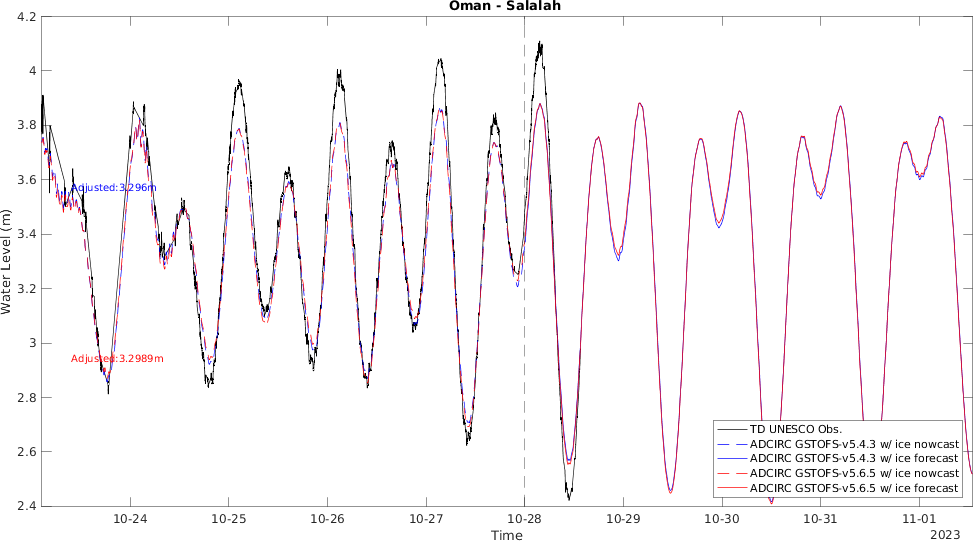 Oman - Salalah
4.2
4
3.8
3.6
3.4
3.2
3
2.8
2.6
2.4
Water Level (m)
Adjusted:3.296m
Adjusted:3.2989m
TD UNESCO Obs.
ADCIRC GSTOFS-v5.4.3 w/ ice nowcast
ADCIRC GSTOFS-v5.4.3 w/ ice forecast
ADCIRC GSTOFS-v5.6.5 w/ ice nowcast
ADCIRC GSTOFS-v5.6.5 w/ ice forecast
10-24 10-25 10-26 10-27 10-28 10-29 10-30 10-31 11-01
Time
2023